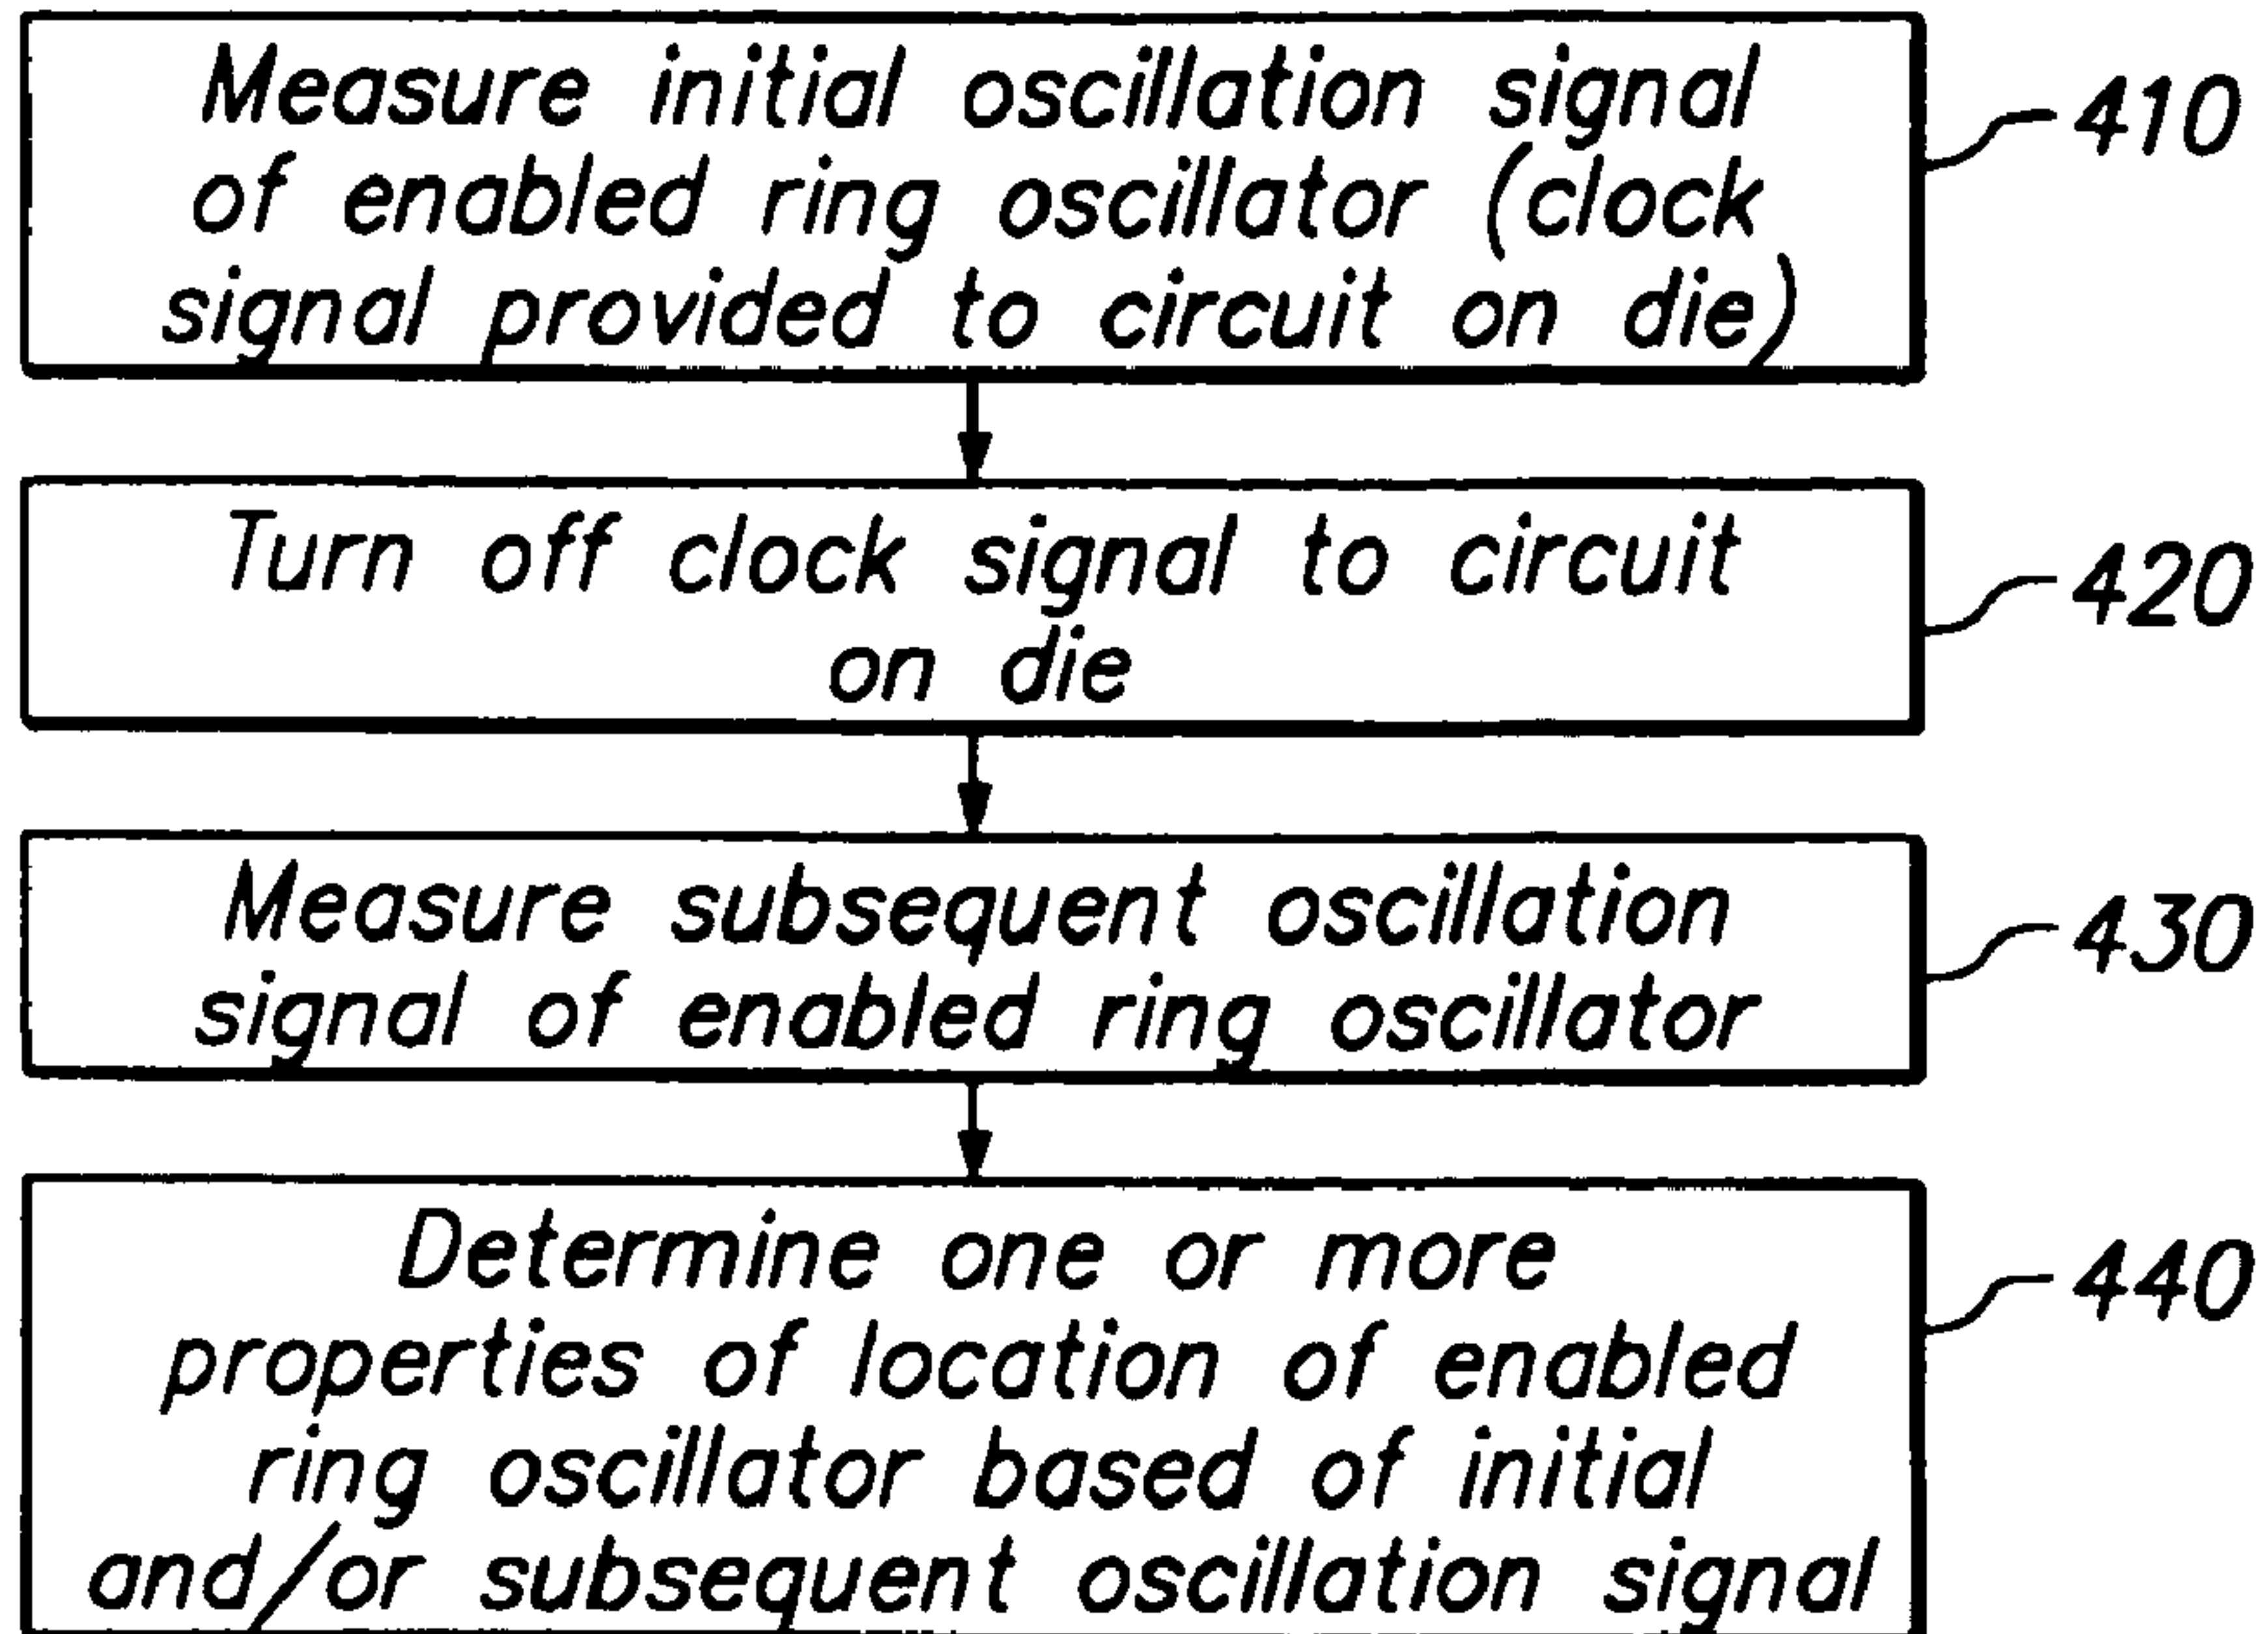 Measure initial oscillation signal
of enabled ring oscillator (clock
signal provided to circuit on die)
410
Turn off clock signal to circuit
on die
420
Measure subsequent oscillation
signal of enabled ring oscillator
430
Determine one or more
properties of location of enabled
ring oscillator based of initial
and/or subsequent oscillation signal
440